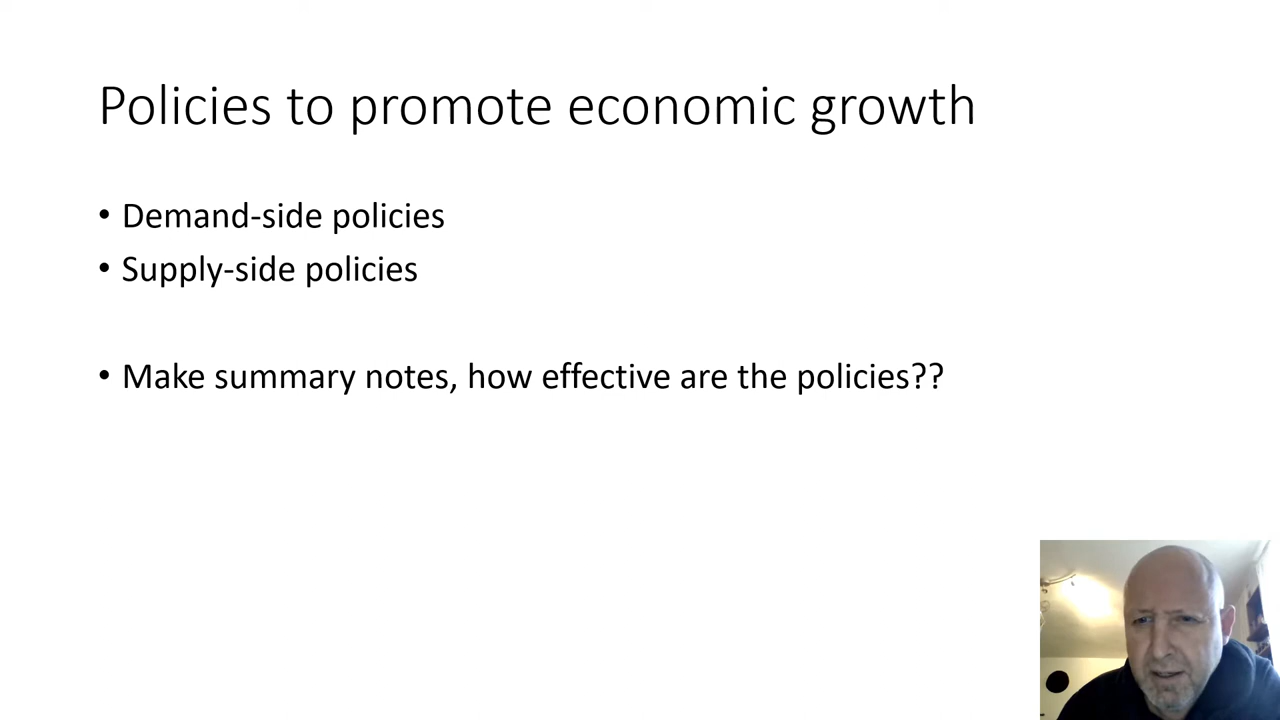 Policies to promote economic growth
• Demand-side policies
• Supply-side policies
• Make summary notes, how effective are the policies??